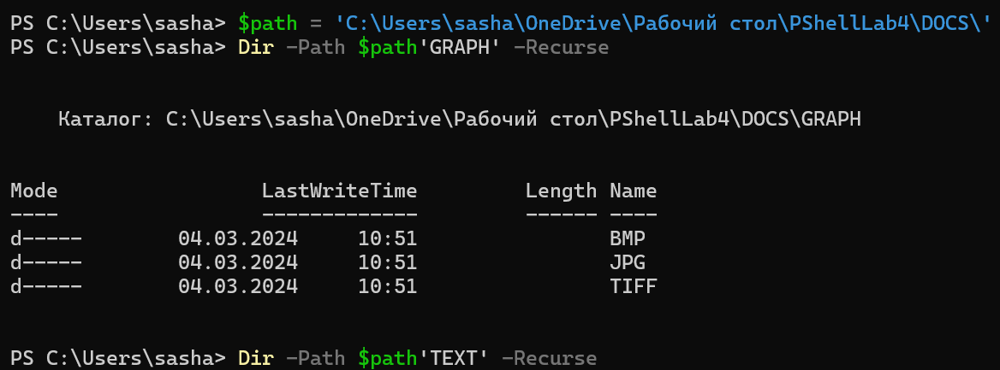 PS C:\Users\sasha> $path = 'C:\Users\sasha\OneDrive\Рабочий стол\PShellLab4\DOCS\'
PS C:\Users\sasha> Dir -Path $path'GRAPH' -Recurse
Каталог: C:\Users\sasha\OneDrive\Рабочий стол\PShellLab4\DOCS\GRAPH
Mode LastWriteTime Length Name
---- ------------- ------ ----
d----- 04.03.2024 10:51 BMP
d----- 04.03.2024 10:51 JPG
d----- 04.03.2024 10:51 TIFF
PS C:\Users\sasha> Dir -Path $path'TEXT' -Recurse